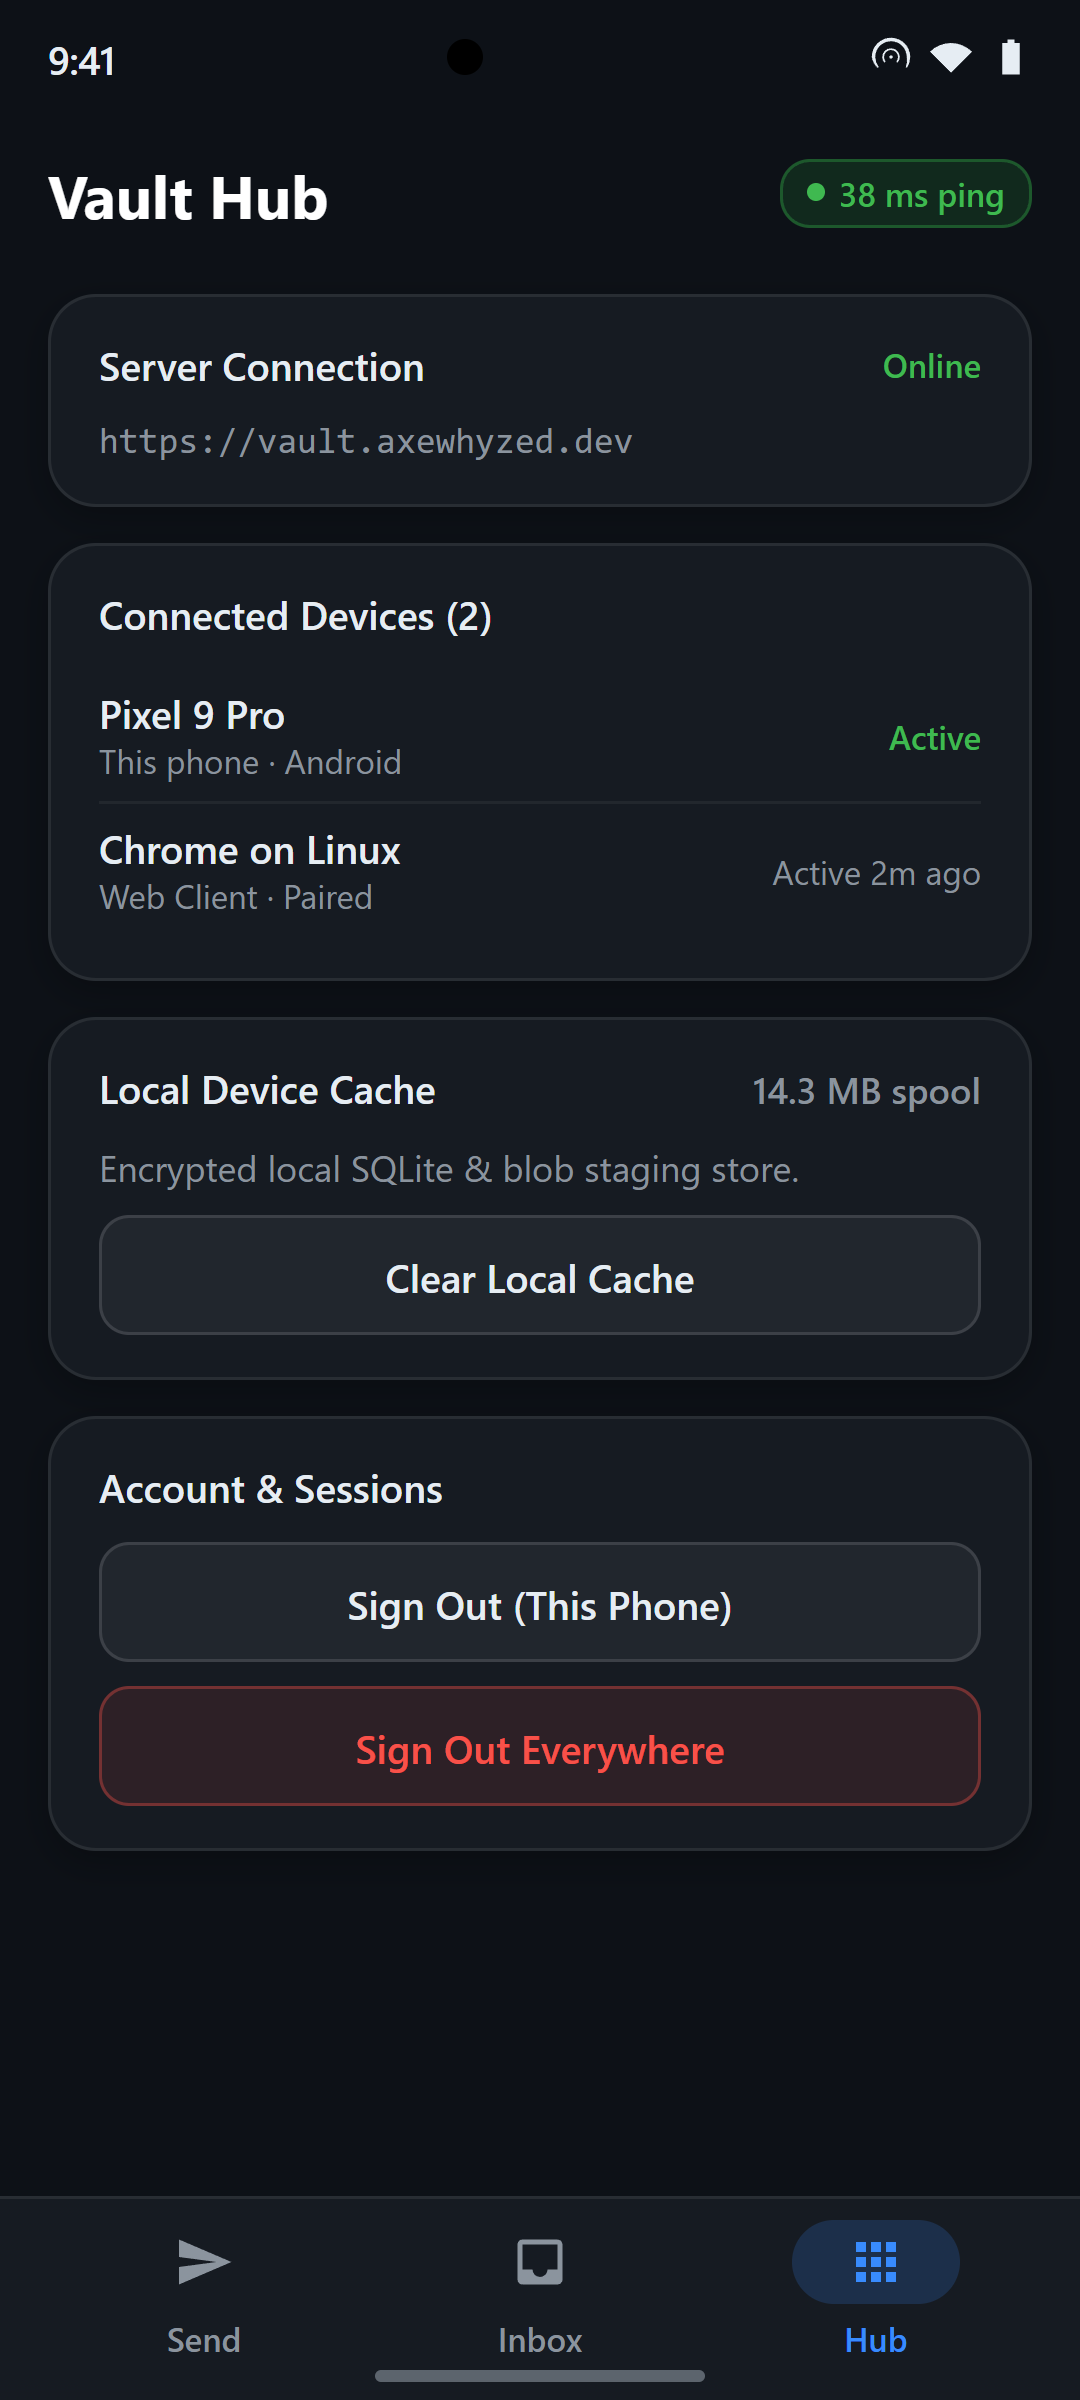 9:41
Vault Hub
38 ms ping
Server Connection
Online
https://vault.axewhyzed.dev
Connected Devices (2)
Pixel 9 Pro
This phone · Android
Active
Chrome on Linux
Web Client · Paired
Active 2m ago
Local Device Cache
14.3 MB spool
Encrypted local SQLite & blob staging store.
Clear Local Cache
Account & Sessions
Sign Out (This Phone)
Sign Out Everywhere
Send
Inbox
Hub